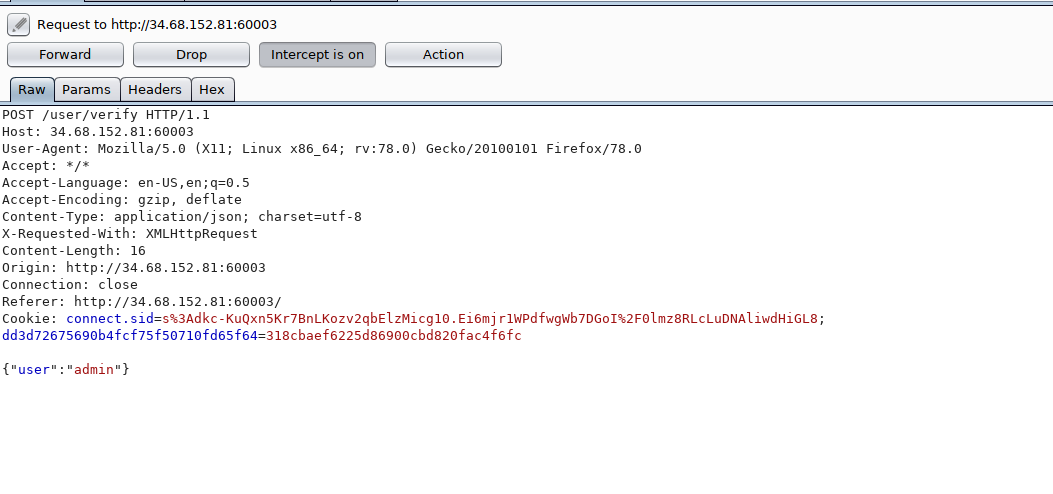 Request to http://34.68.152.81:60003
Forward Drop Intercept is on Action
Raw Params Headers Hex
POST /user/verify HTTP/1.1
Host: 34.68.152.81:60003
User-Agent: Mozilla/5.0 (X11; Linux x86_64; rv:78.0) Gecko/20100101 Firefox/78.0
Accept: */*
Accept-Language: en-US,en;q=0.5
Accept-Encoding: gzip, deflate
Content-Type: application/json; charset=utf-8
X-Requested-With: XMLHttpRequest
Content-Length: 16
Origin: http://34.68.152.81:60003
Connection: close
Referer: http://34.68.152.81:60003/
Cookie: connect.sid=s%3Adkc-KuQxn5Kr7BnLKozv2qbElzMicg10.Ei6mjr1WPdfwgWb7DGoI%2F0lmz8RLcLuDNAliwdHiGL8;
dd3d72675690b4fcf75f50710fd65f64=318cbaef6225d86900cbd820fac4f6fc
{"user":"admin"}